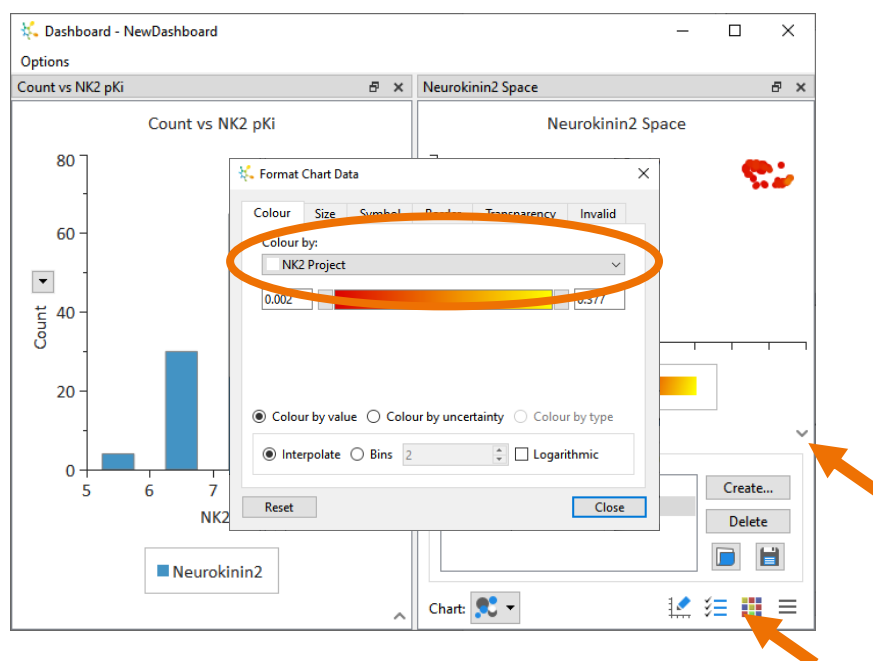 Dashboard - NewDashboard
Options
Count vs NK2 pKi
Neurokinin2 Space
Count vs NK2 pKi
Neurokinin2 Space
80
60
40
20
0
Count
5 6 7
NK2
Neurokinin2
Format Chart Data
Colour Size Symbol Border Transparency Invalid
Colour by:
NK2 Project
0.002 0.577
Colour by value Colour by uncertainty Colour by type
Interpolate Bins 2 Logarithmic
Reset Close
Create...
Delete
Chart: